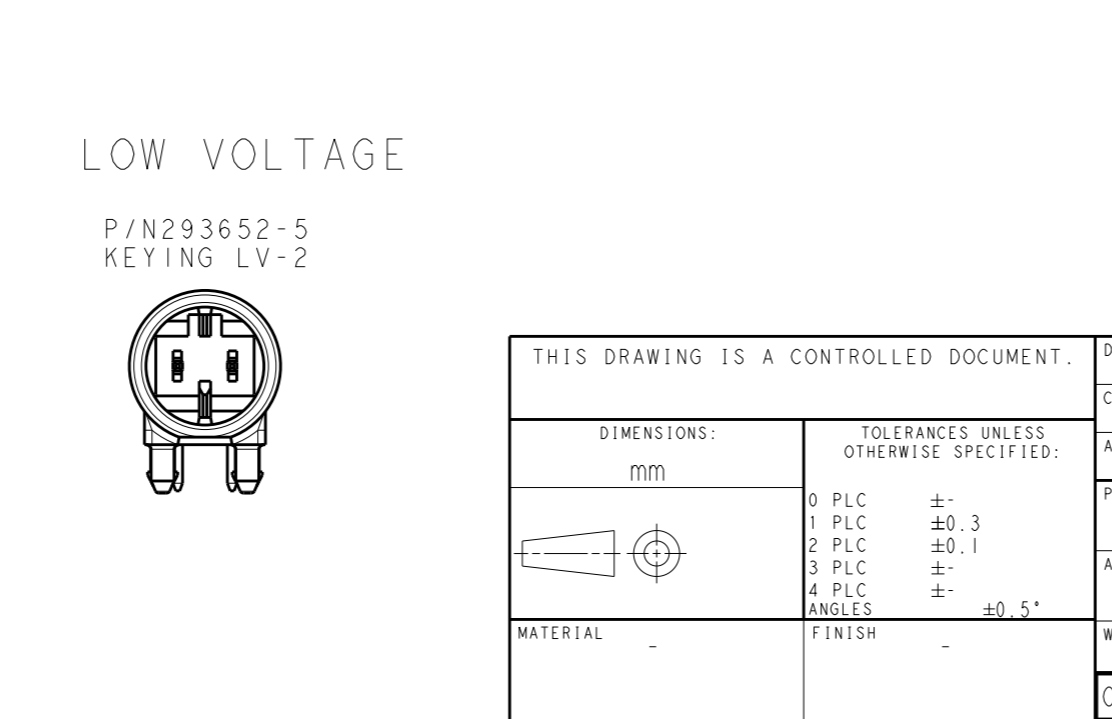 LOW VOLTAGE
P/N293652-5
KEYING LV-2
THIS DRAWING IS A CONTROLLED DOCUMENT.
DIMENSIONS:
mm
TOLERANCES UNLESS
OTHERWISE SPECIFIED:
0 PLC ±-
1 PLC ±0.3
2 PLC ±0.1
3 PLC ±-
4 PLC ±-
ANGLES ±0.5°
MATERIAL
-
FINISH
-